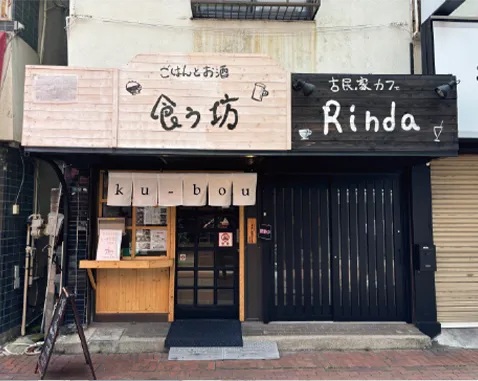 ごはんとお酒
食う坊
古民家カフェ
Rinda
ku-bou